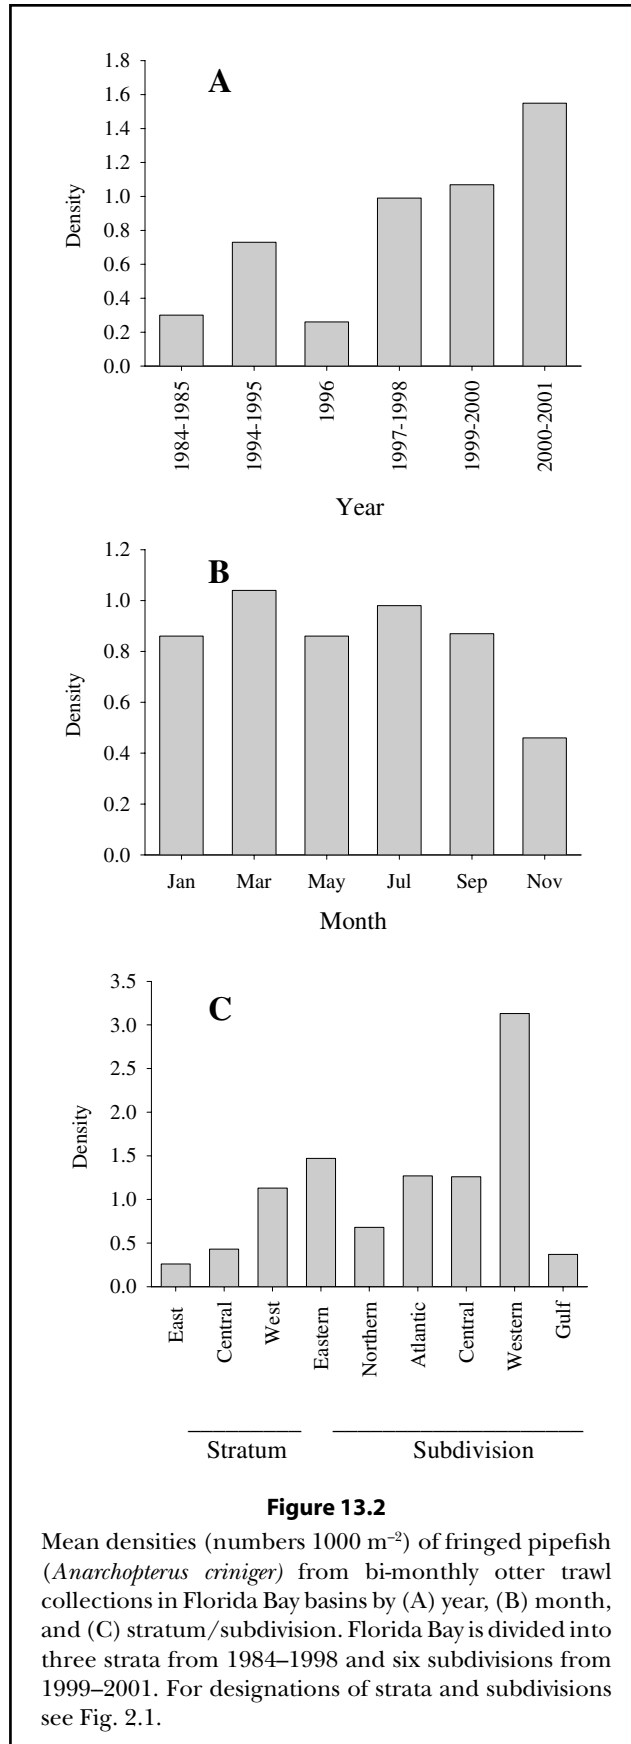 A
1.8
1.6
1.4
1.2
1.0
0.8
0.6
0.4
0.2
0.0
Density
1984-1985
1994-1995
1996
1997-1998
1999-2000
2000-2001
Year
B
1.2
1.0
0.8
0.6
0.4
0.2
0.0
Density
Jan Mar May Jul Sep Nov
Month
C
3.5
3.0
2.5
2.0
1.5
1.0
0.5
0.0
Density
East
Central
West
Eastern
Northern
Atlantic
Central
Western
Gulf
Stratum Subdivision
Figure 13.2
Mean densities (numbers 1000 m⁻²) of fringed pipefish
(Anarchopterus criniger) from bi-monthly otter trawl
collections in Florida Bay basins by (A) year, (B) month,
and (C) stratum/subdivision. Florida Bay is divided into
three strata from 1984–1998 and six subdivisions from
1999–2001. For designations of strata and subdivisions
see Fig. 2.1.